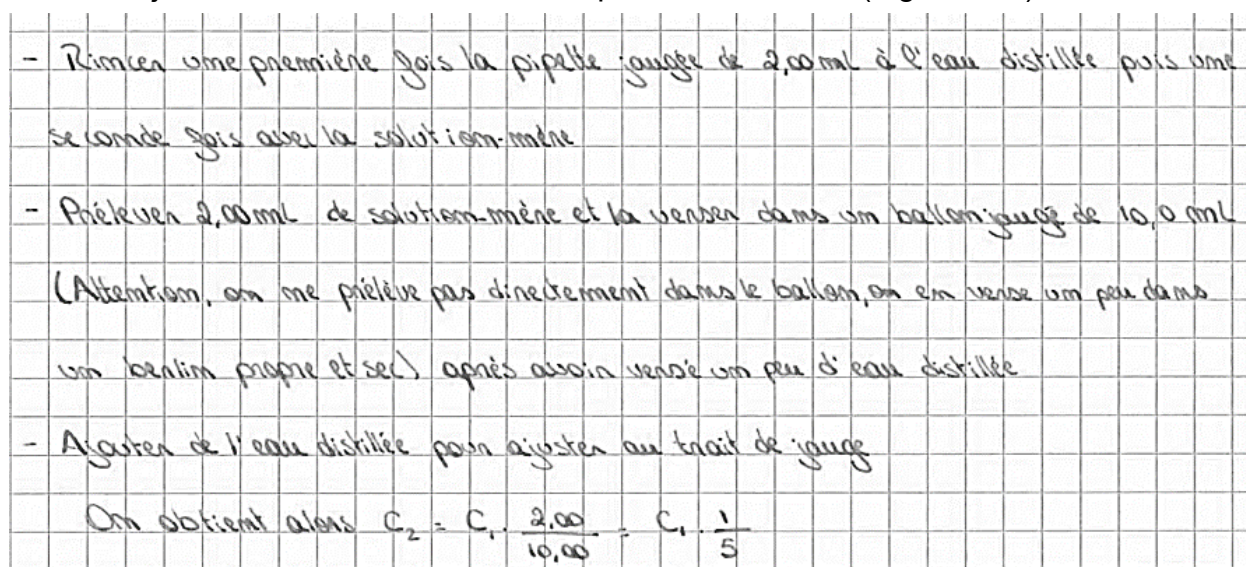 - Rincer une première fois la pipette jaugée de 2,00 mL à l'eau distillée puis une
seconde fois avec la solution-mère
- Prélever 2,00 mL de solution-mère et la verser dans un ballon jaugé de 10,0 mL
(Attention, on ne prélève pas directement dans le ballon, on en verse un peu dans
un berlin propre et sec) après avoir versé un peu d'eau distillée
- Ajouter de l'eau distillée pour ajuster au trait de jauge
On obtient alors C₂ = C₁ . 2,00/10,00 = C₁ . 1/5